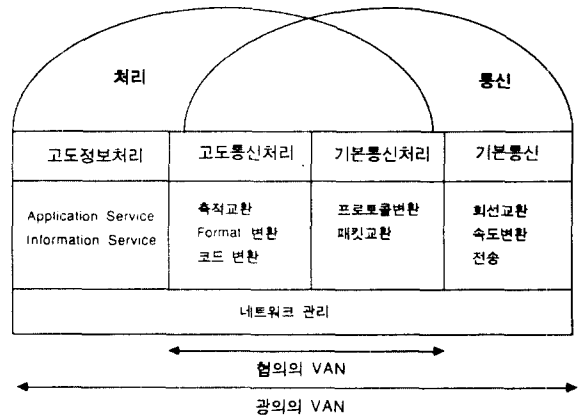 처리
통신
고도정보처리
고도통신처리
기본통신처리
기본통신
Application Service
Information Service
축적교환
Format 변환
코드 변환
프로토콜변환
패킷교환
회선교환
속도변환
전송
네트워크 관리
협의의 VAN
광의의 VAN